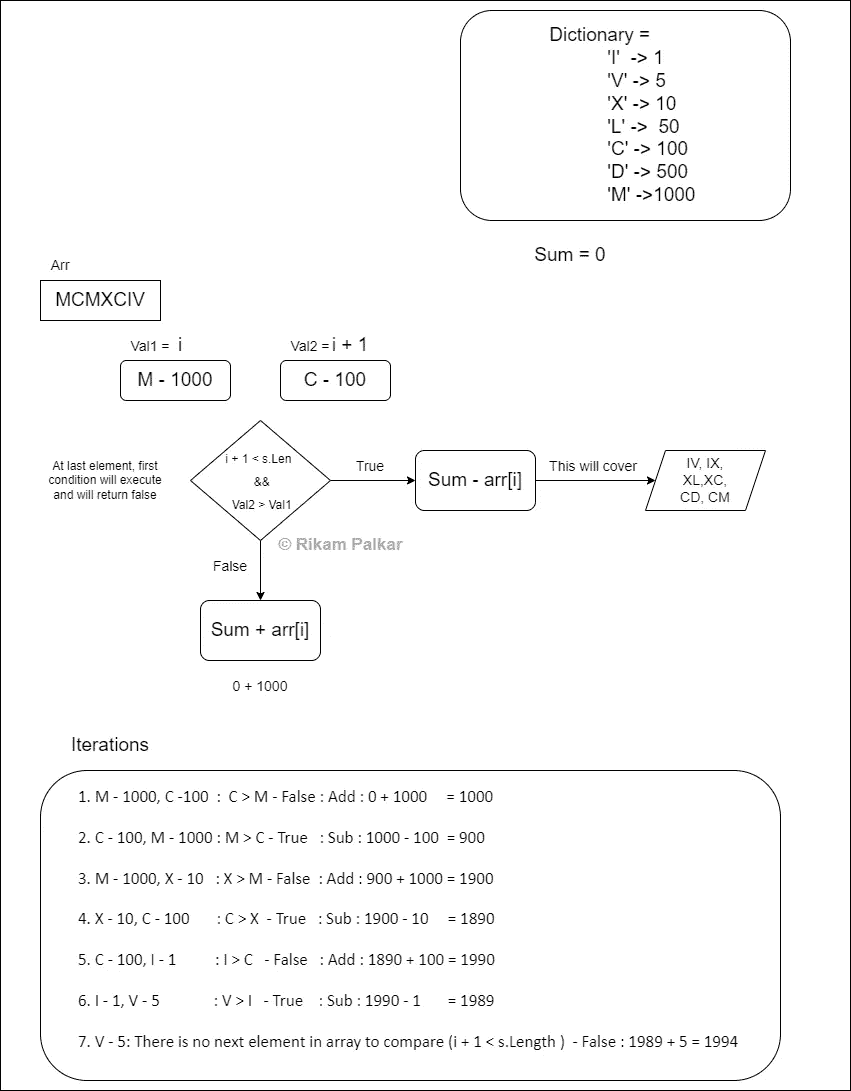 Dictionary =
'I' -> 1
'V' -> 5
'X' -> 10
'L' -> 50
'C' -> 100
'D' -> 500
'M' ->1000
Sum = 0
Arr
MCMXCIV
Val1 = i
Val2 = i + 1
M - 1000
C - 100
At last element, first
condition will execute
and will return false
i + 1 < s.Len
&&
Val2 > Val1
True
Sum - arr[i]
This will cover
IV, IX,
XL,XC,
CD, CM
© Rikam Palkar
False
Sum + arr[i]
0 + 1000
Iterations
1. M - 1000, C -100 : C > M - False : Add : 0 + 1000 = 1000
2. C - 100, M - 1000 : M > C - True : Sub : 1000 - 100 = 900
3. M - 1000, X - 10 : X > M - False : Add : 900 + 1000 = 1900
4. X - 10, C - 100 : C > X - True : Sub : 1900 - 10 = 1890
5. C - 100, I - 1 : I > C - False : Add : 1890 + 100 = 1990
6. I - 1, V - 5 : V > I - True : Sub : 1990 - 1 = 1989
7. V - 5: There is no next element in array to compare (i + 1 < s.Length ) - False : 1989 + 5 = 1994